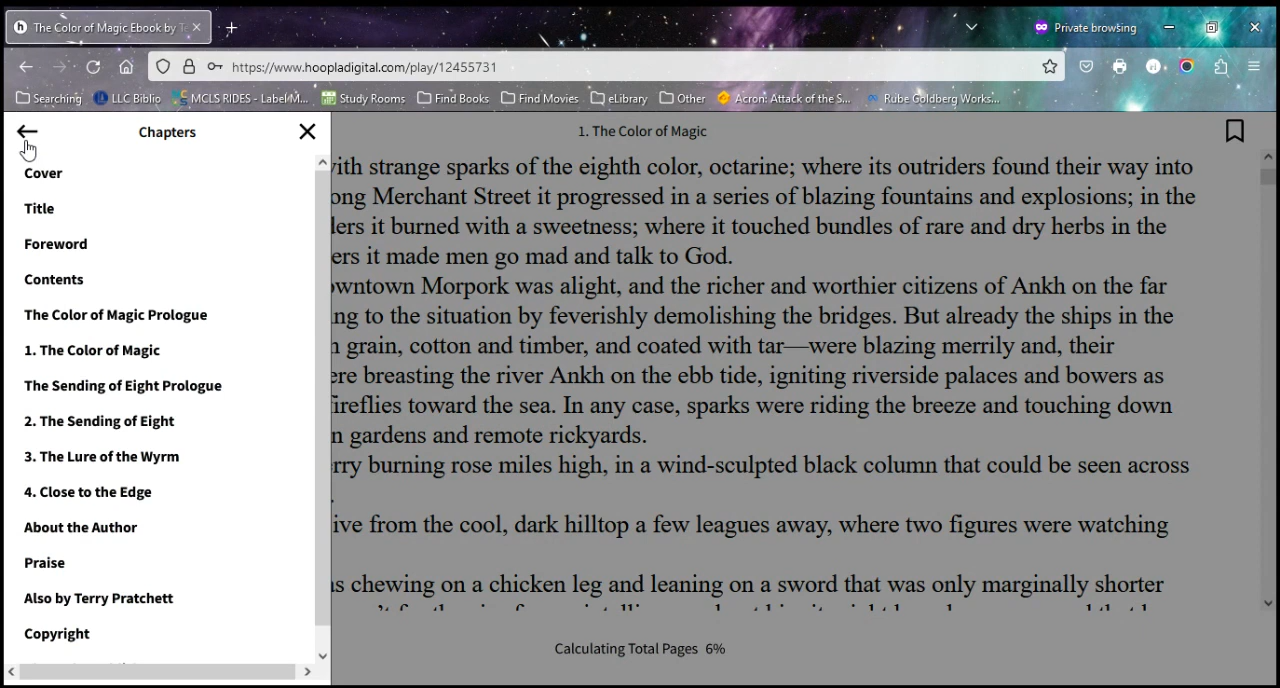 The Color of Magic Ebook by T
Private browsing
https://www.hoopladigital.com/play/12455731
Searching
LLC Biblio
MCLS RIDES - LabelM...
Study Rooms
Find Books
Find Movies
eLibrary
Other
Acron: Attack of the S...
Rube Goldberg Works...
Chapters
Cover
Title
Foreword
Contents
The Color of Magic Prologue
1. The Color of Magic
The Sending of Eight Prologue
2. The Sending of Eight
3. The Lure of the Wyrm
4. Close to the Edge
About the Author
Praise
Also by Terry Pratchett
Copyright
1. The Color of Magic
with strange sparks of the eighth color, octarine; where its outriders found their way into
ong Merchant Street it progressed in a series of blazing fountains and explosions; in the
ders it burned with a sweetness; where it touched bundles of rare and dry herbs in the
ers it made men go mad and talk to God.
owntown Morpork was alight, and the richer and worthier citizens of Ankh on the far
ing to the situation by feverishly demolishing the bridges. But already the ships in the
n grain, cotton and timber, and coated with tar—were blazing merrily and, their
ere breasting the river Ankh on the ebb tide, igniting riverside palaces and bowers as
fireflies toward the sea. In any case, sparks were riding the breeze and touching down
n gardens and remote rickyards.
erry burning rose miles high, in a wind-sculpted black column that could be seen across
.
ive from the cool, dark hilltop a few leagues away, where two figures were watching
as chewing on a chicken leg and leaning on a sword that was only marginally shorter
Calculating Total Pages 6%